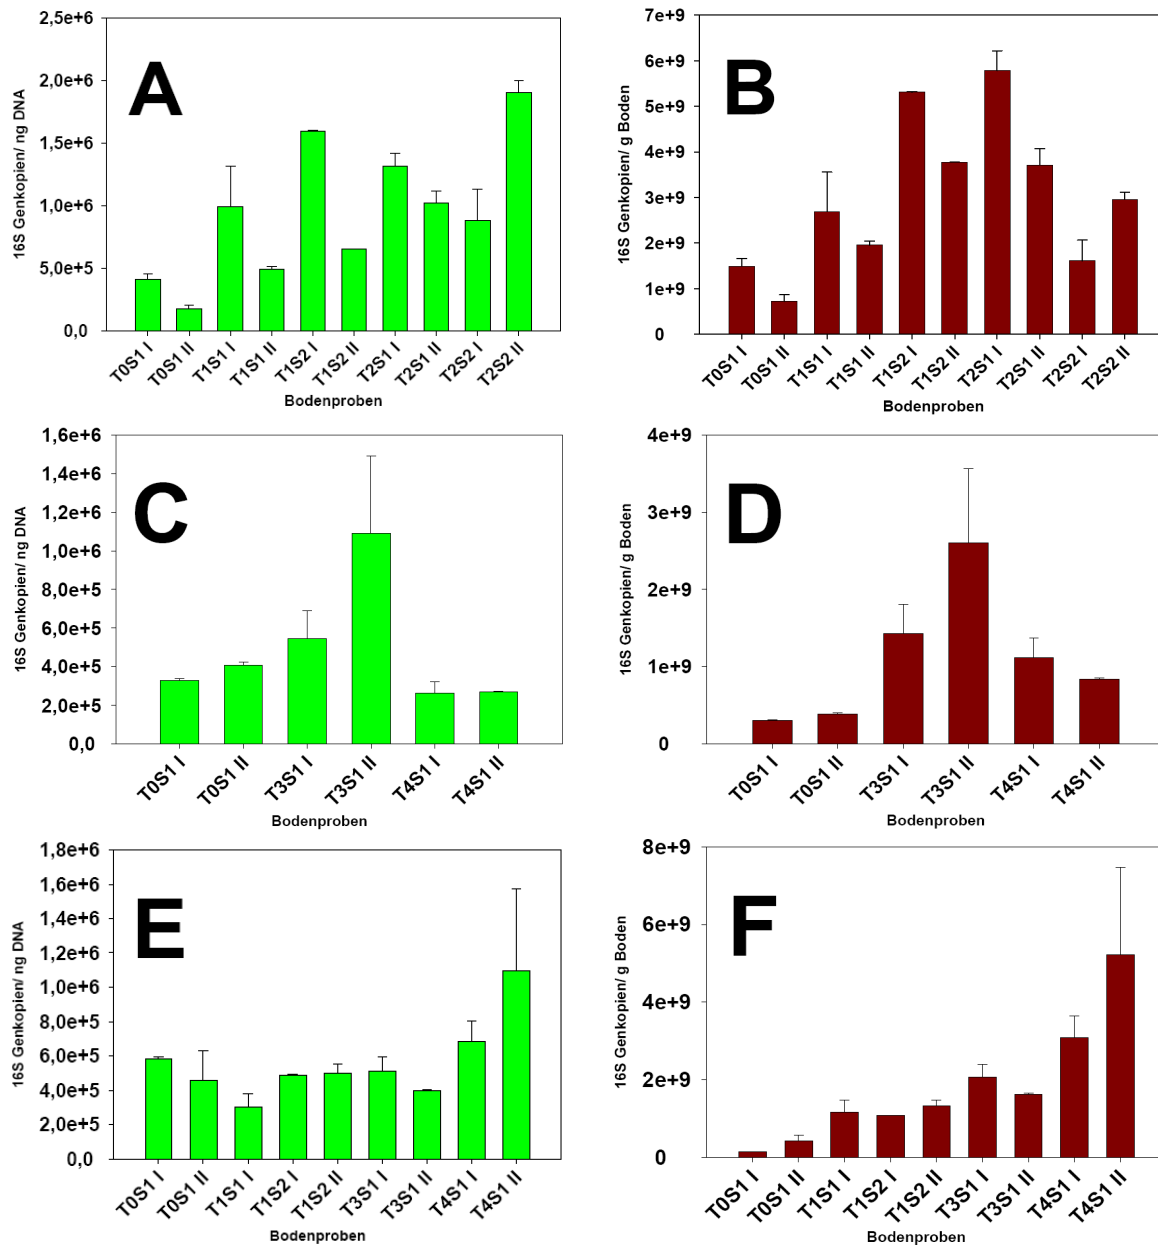 A
16S Genkopien/ ng DNA
2,5e+6
2,0e+6
1,5e+6
1,0e+6
5,0e+5
0,0
T0S1 I
T0S1 II
T1S1 I
T1S1 II
T1S2 I
T1S2 II
T2S1 I
T2S1 II
T2S2 I
T2S2 II
Bodenproben
B
16S Genkopien/ g Boden
7e+9
6e+9
5e+9
4e+9
3e+9
2e+9
1e+9
0
T0S1 I
T0S1 II
T1S1 I
T1S1 II
T1S2 I
T1S2 II
T2S1 I
T2S1 II
T2S2 I
T2S2 II
Bodenproben
C
16S Genkopien/ ng DNA
1,6e+6
1,4e+6
1,2e+6
1,0e+6
8,0e+5
6,0e+5
4,0e+5
2,0e+5
0,0
T0S1 I
T0S1 II
T3S1 I
T3S1 II
T4S1 I
T4S1 II
Bodenproben
D
16S Genkopien/ g Boden
4e+9
3e+9
2e+9
1e+9
0
T0S1 I
T0S1 II
T3S1 I
T3S1 II
T4S1 I
T4S1 II
Bodenproben
E
16S Genkopien/ ng DNA
1,8e+6
1,6e+6
1,4e+6
1,2e+6
1,0e+6
8,0e+5
6,0e+5
4,0e+5
2,0e+5
0,0
T0S1 I
T0S1 II
T1S1 I
T1S2 I
T1S2 II
T3S1 I
T3S1 II
T4S1 I
T4S1 II
Bodenproben
F
16S Genkopien/ g Boden
8e+9
6e+9
4e+9
2e+9
0
T0S1 I
T0S1 II
T1S1 I
T1S2 I
T1S2 II
T3S1 I
T3S1 II
T4S1 I
T4S1 II
Bodenproben